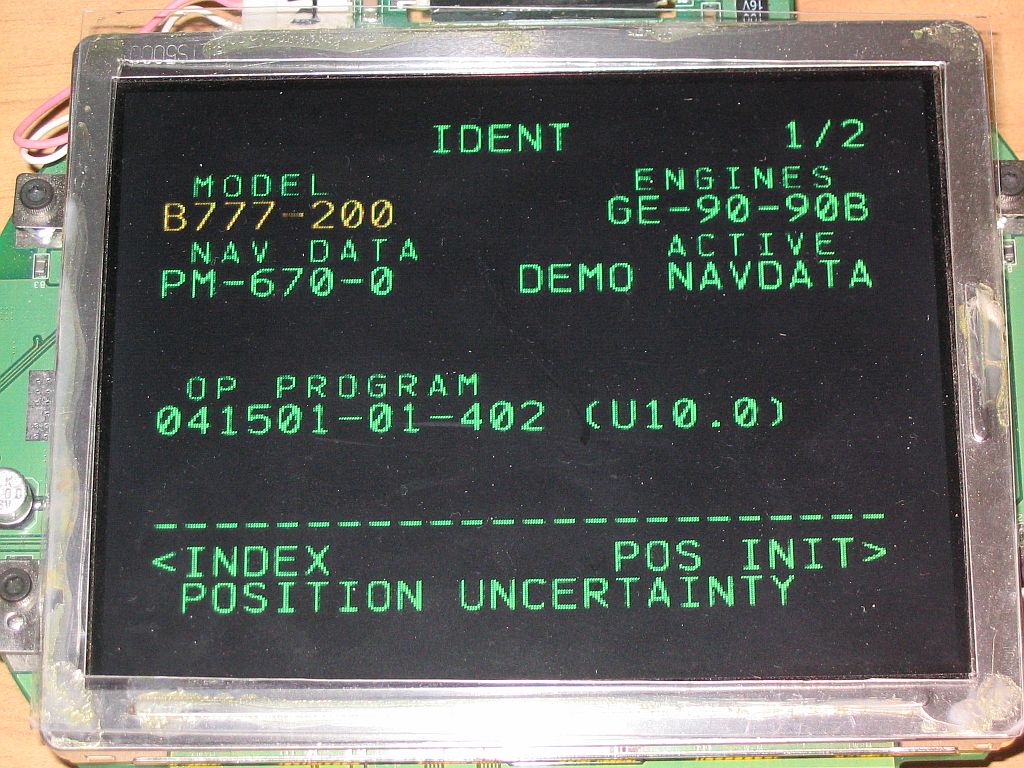 IDENT 1/2
MODEL ENGINES
B777-200 GE-90-90B
NAV DATA ACTIVE
PM-670-0 DEMO NAVDATA
OP PROGRAM
041501-01-402 (U10.0)
------------------------
<INDEX POS INIT>
POSITION UNCERTAINTY